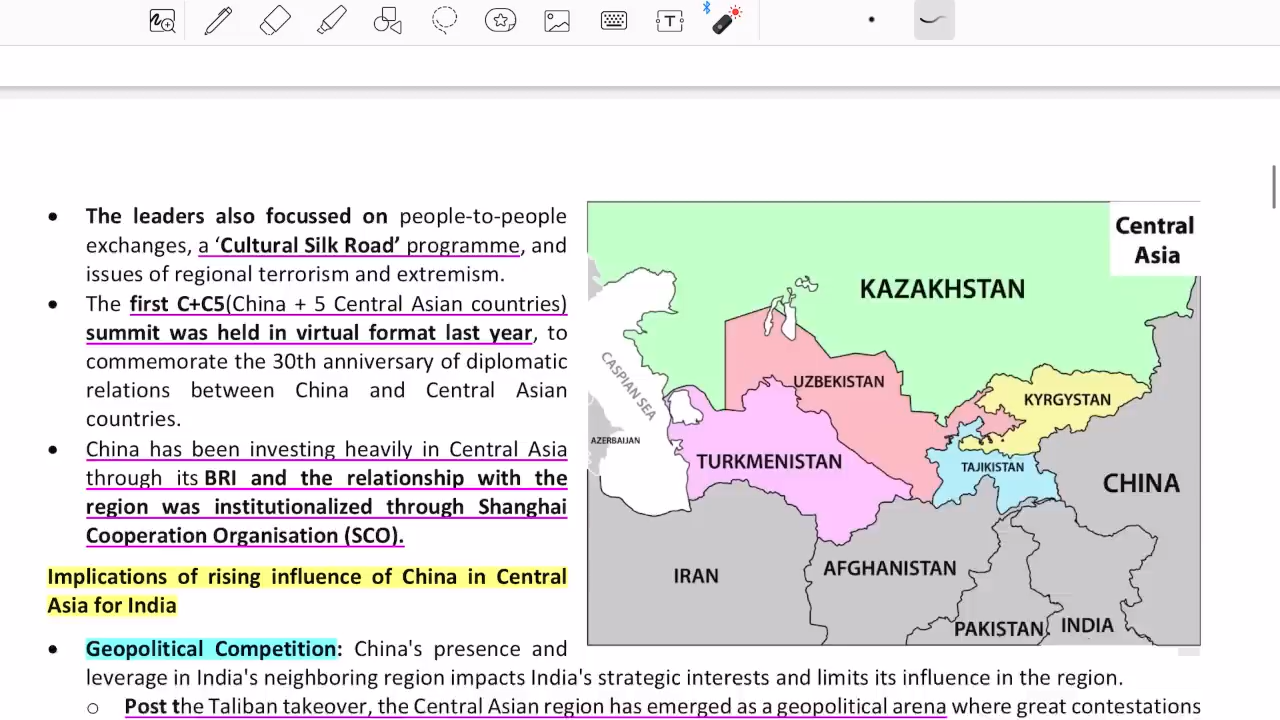 • The leaders also focussed on people-to-people
exchanges, a ‘Cultural Silk Road’ programme, and
issues of regional terrorism and extremism.
• The first C+C5(China + 5 Central Asian countries)
summit was held in virtual format last year, to
commemorate the 30th anniversary of diplomatic
relations between China and Central Asian
countries.
• China has been investing heavily in Central Asia
through its BRI and the relationship with the
region was institutionalized through Shanghai
Cooperation Organisation (SCO).
Implications of rising influence of China in Central
Asia for India
• Geopolitical Competition: China's presence and
leverage in India's neighboring region impacts India's strategic interests and limits its influence in the region.
o Post the Taliban takeover, the Central Asian region has emerged as a geopolitical arena where great contestations
Central
Asia
KAZAKHSTAN
CASPIAN SEA
UZBEKISTAN
KYRGYSTAN
AZERBAIJAN
TURKMENISTAN
TAJIKISTAN
CHINA
IRAN
AFGHANISTAN
PAKISTAN
INDIA
T